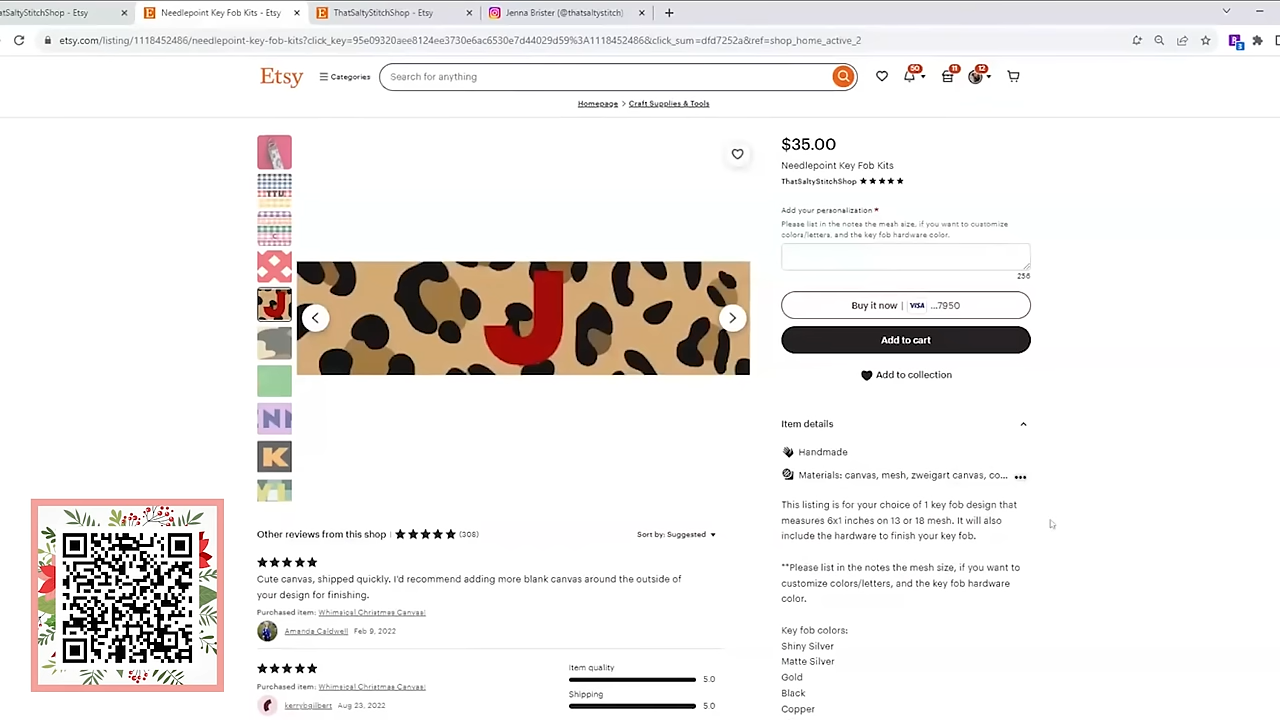 ThatSaltyStitchShop - Etsy
Needlepoint Key Fob Kits - Etsy
ThatSaltyStitchShop - Etsy
Jenna Brister (@thatsaltystitch)
etsy.com/listing/1118452486/needlepoint-key-fob-kits?click_key=95e09320aee8124ee3730e6ac6530e7d44029d59%3A1118452486&click_sum=dfd7252a&ref=shop_home_active_2
Etsy
Categories
Search for anything
50
11
12
Homepage > Craft Supplies & Tools
$35.00
Needlepoint Key Fob Kits
ThatSaltyStitchShop
Add your personalization *
Please list in the notes the mesh size, if you want to customize
colors/letters, and the key fob hardware color.
256
Buy it now | VISA ...7950
Add to cart
Add to collection
TTU
C
J
J
K
Item details
Handmade
Materials: canvas, mesh, zweigart canvas, co...
This listing is for your choice of 1 key fob design that
measures 6x1 inches on 13 or 18 mesh. It will also
include the hardware to finish your key fob.
**Please list in the notes the mesh size, if you want to
customize colors/letters, and the key fob hardware
color.
Key fob colors:
Shiny Silver
Matte Silver
Gold
Black
Copper
Other reviews from this shop | (308)
Sort by: Suggested
Cute canvas, shipped quickly. I'd recommend adding more blank canvas around the outside of
your design for finishing.
Purchased item: Whimsical Christmas Canvas!
Amanda Caldwell Feb 9, 2022
Purchased item: Whimsical Christmas Canvas!
kerrybgilbert Aug 23, 2022
Item quality
5.0
Shipping
5.0